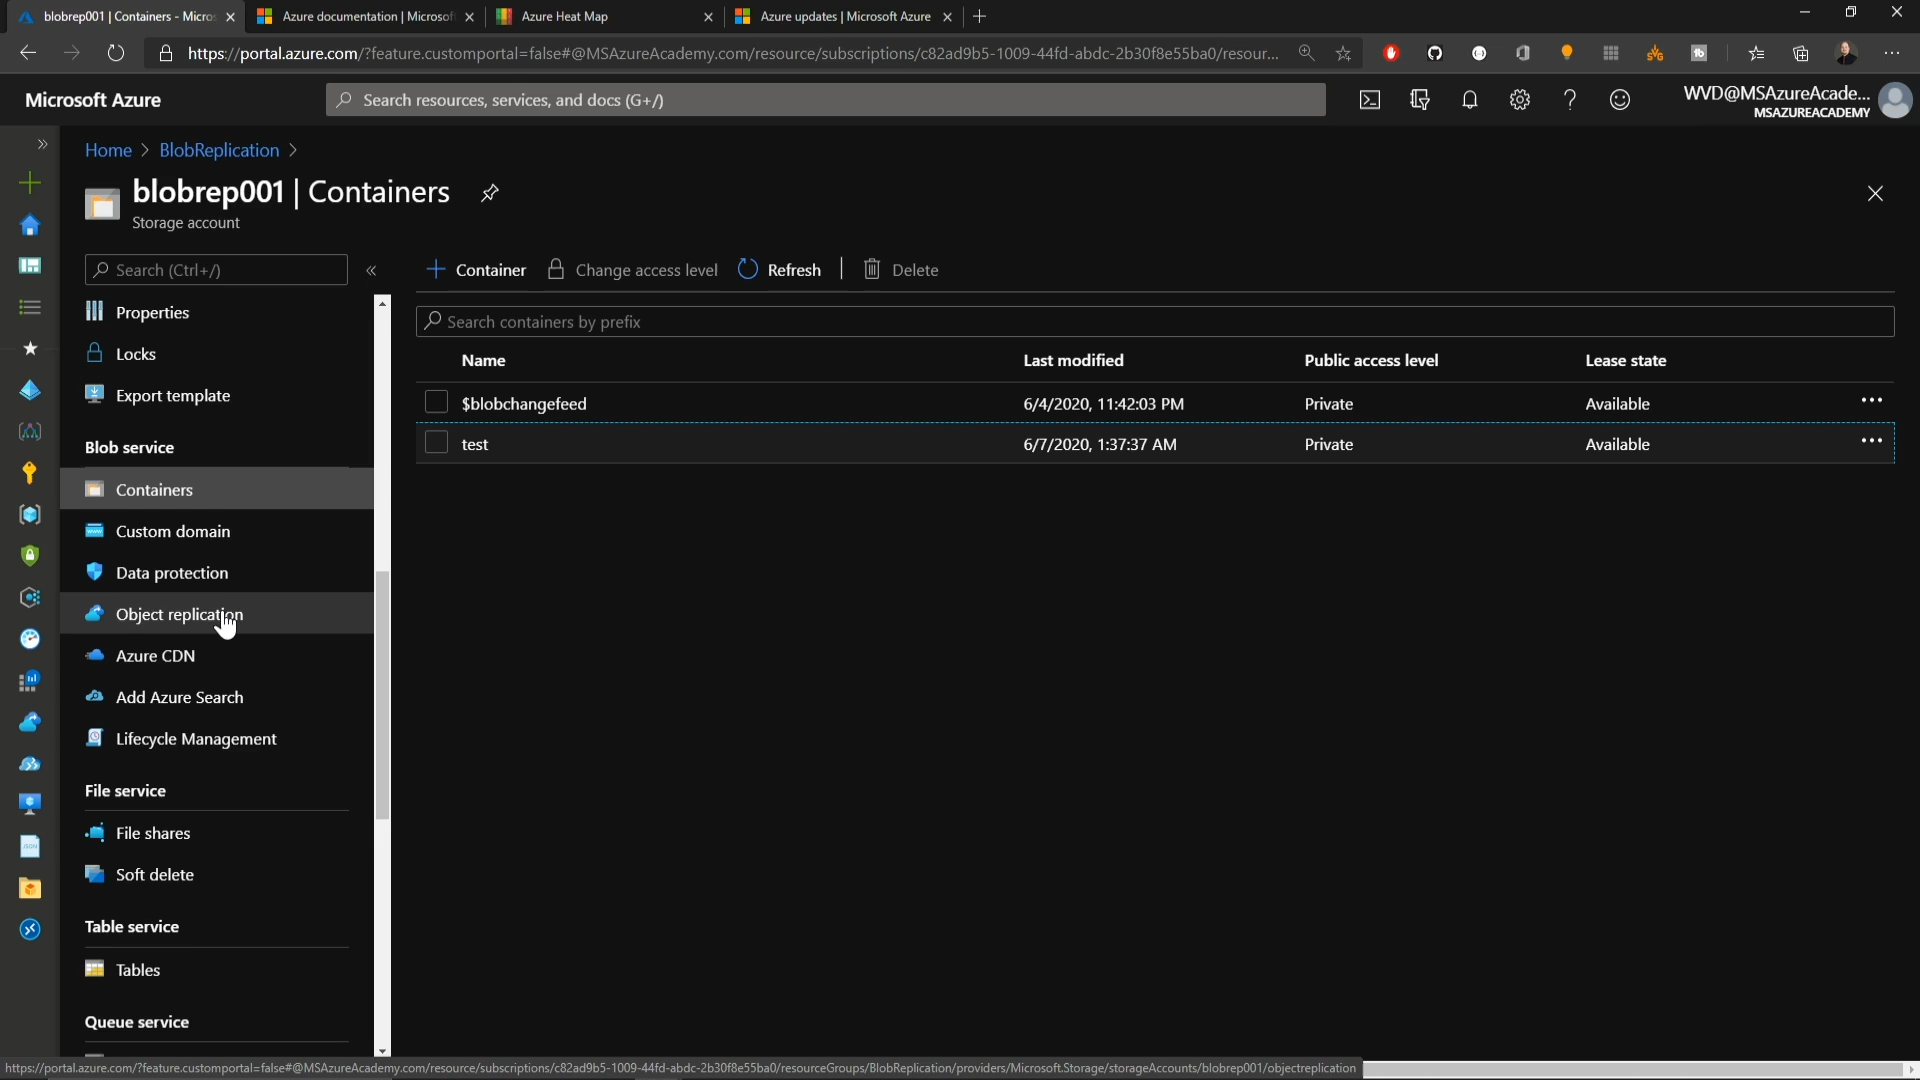 blobrep001 | Containers - Micros
Azure documentation | Microsof
Azure Heat Map
Azure updates | Microsoft Azure
https://portal.azure.com/?feature.customportal=false#@MSAzureAcademy.com/resource/subscriptions/c82ad9b5-1009-44fd-abdc-2b30f8e55ba0/resour...
Microsoft Azure
Search resources, services, and docs (G+/)
WVD@MSAzureAcade...
MSAZUREACADEMY
Home > BlobReplication >
blobrep001 | Containers
Storage account
Search (Ctrl+/)
Container
Change access level
Refresh
Delete
Search containers by prefix
Name Last modified Public access level Lease state
$blobchangefeed 6/4/2020, 11:42:03 PM Private Available ...
test 6/7/2020, 1:37:37 AM Private Available ...
Properties
Locks
Export template
Blob service
Containers
Custom domain
Data protection
Object replication
Azure CDN
Add Azure Search
Lifecycle Management
File service
File shares
Soft delete
Table service
Tables
Queue service
https://portal.azure.com/?feature.customportal=false#@MSAzureAcademy.com/resource/subscriptions/c82ad9b5-1009-44fd-abdc-2b30f8e55ba0/resourceGroups/BlobReplication/providers/Microsoft.Storage/storageAccounts/blobrep001/objectreplication